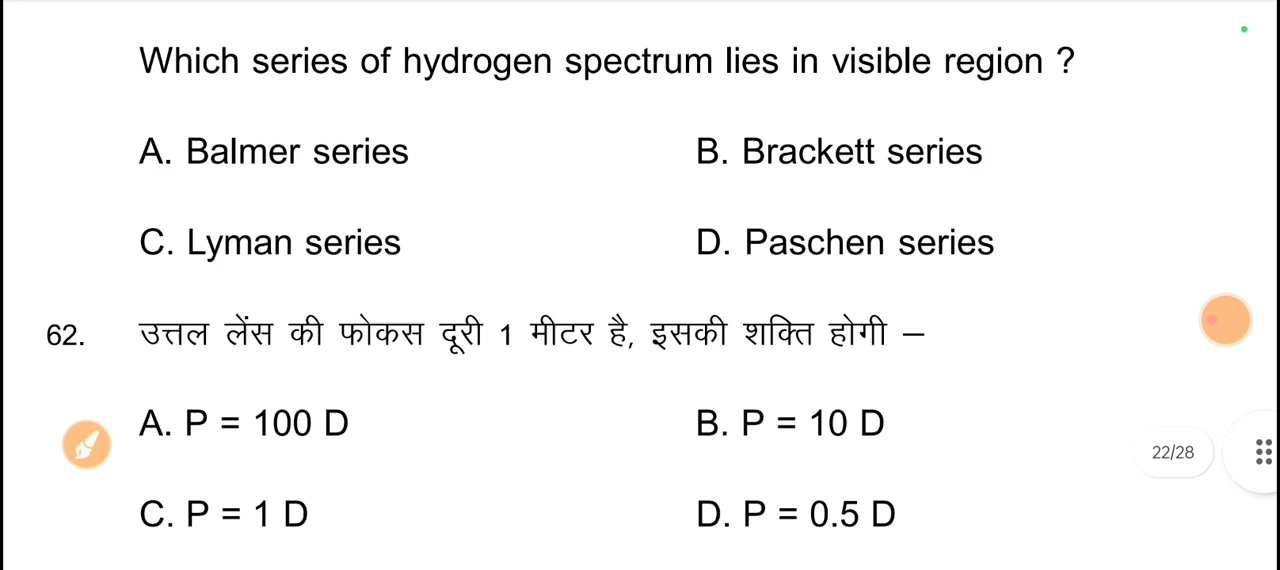 Which series of hydrogen spectrum lies in visible region ?
A. Balmer series B. Brackett series
C. Lyman series D. Paschen series
62. उत्तल लेंस की फोकस दूरी 1 मीटर है, इसकी शक्ति होगी –
A. P = 100 D B. P = 10 D
22/28
C. P = 1 D D. P = 0.5 D